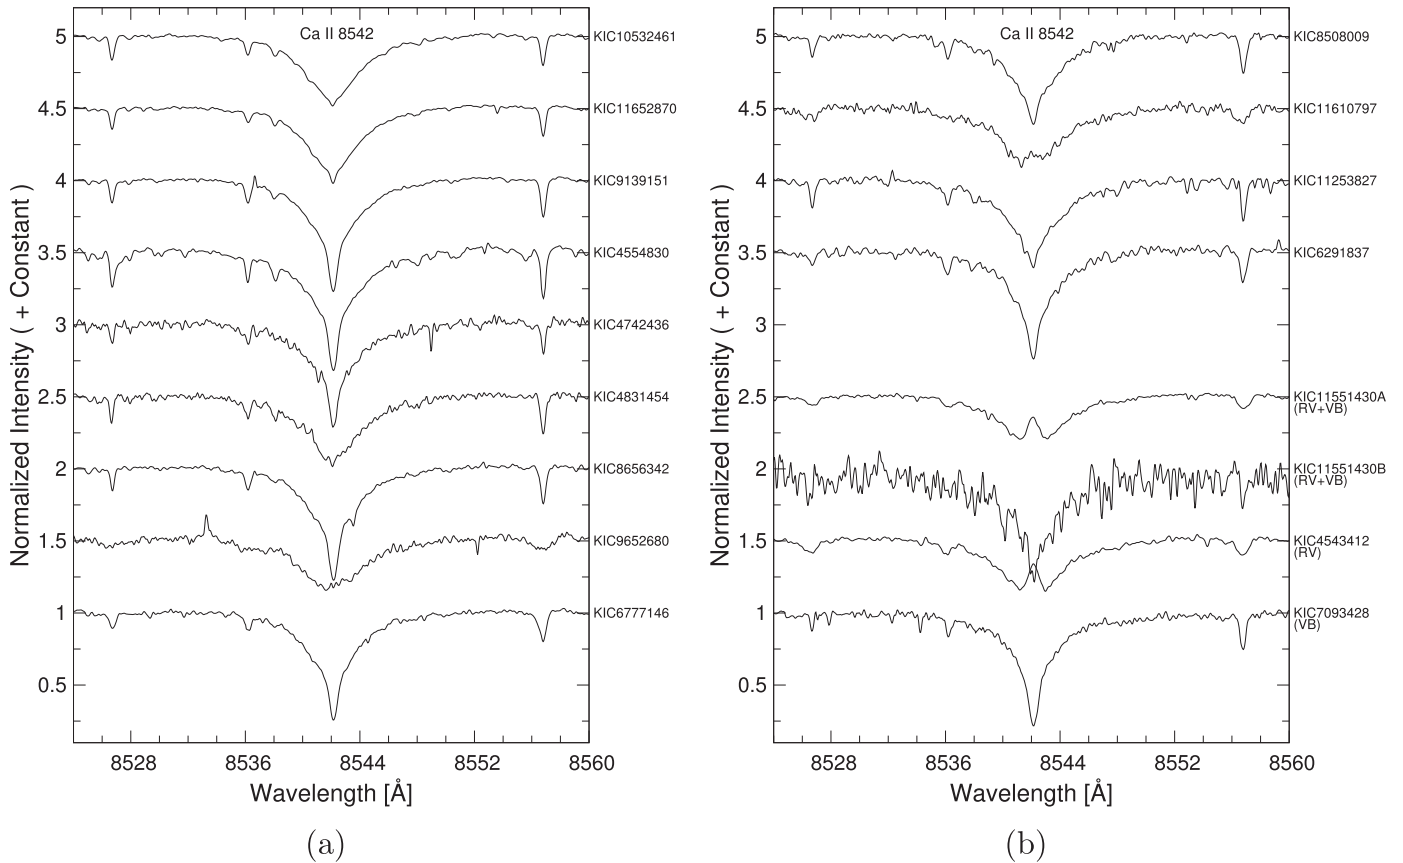 Ca II 8542
5
4.5
4
3.5
3
2.5
2
1.5
1
0.5
Normalized Intensity ( + Constant )
KIC10532461
KIC11652870
KIC9139151
KIC4554830
KIC4742436
KIC4831454
KIC8656342
KIC9652680
KIC6777146
8528 8536 8544 8552 8560
Wavelength [Å]
(a)
Ca II 8542
5
4.5
4
3.5
3
2.5
2
1.5
1
0.5
Normalized Intensity ( + Constant )
KIC8508009
KIC11610797
KIC11253827
KIC6291837
KIC11551430A
(RV+VB)
KIC11551430B
(RV+VB)
KIC4543412
(RV)
KIC7093428
(VB)
8528 8536 8544 8552 8560
Wavelength [Å]
(b)